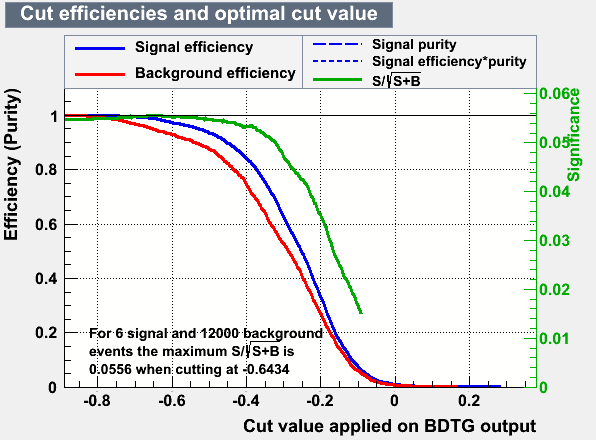 Cut efficiencies and optimal cut value
Signal efficiency
Background efficiency
Signal purity
Signal efficiency*purity
S/√S+B
Efficiency (Purity)
1
0.8
0.6
0.4
0.2
0
0.06
0.05
0.04
0.03
0.02
0.01
0
Significance
For 6 signal and 12000 background
events the maximum S/√S+B is
0.0556 when cutting at -0.6434
-0.8
-0.6
-0.4
-0.2
0
0.2
Cut value applied on BDTG output